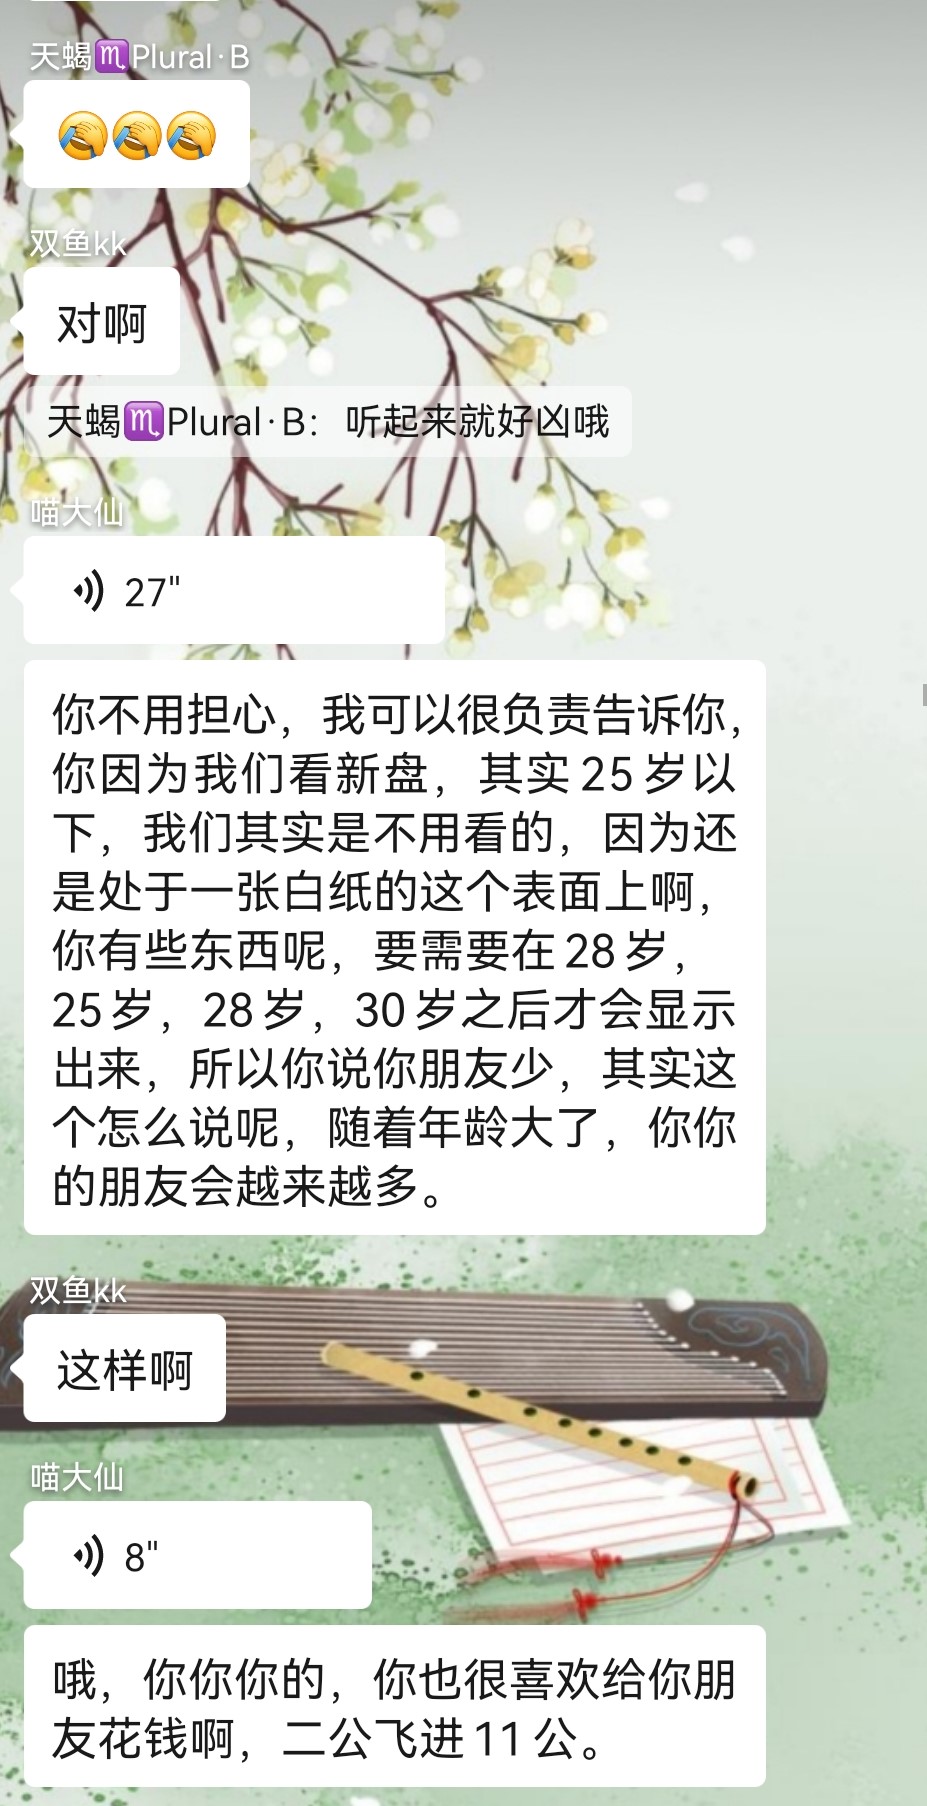 天蝎♏Plural·B
🤣🤣🤣
双鱼kk
对啊
天蝎♏Plural·B：听起来就好凶哦
喵大仙
27"
你不用担心，我可以很负责告诉你，
你因为我们看新盘，其实25岁以
下，我们其实是不用看的，因为还
是处于一张白纸的这个表面上啊，
你有些东西呢，要需要在28岁，
25岁，28岁，30岁之后才会显示
出来，所以你说你朋友少，其实这
个怎么说呢，随着年龄大了，你你
的朋友会越来越多。
双鱼kk
这样啊
喵大仙
8"
哦，你你你的，你也很喜欢给你朋
友花钱啊，二公飞进11公。